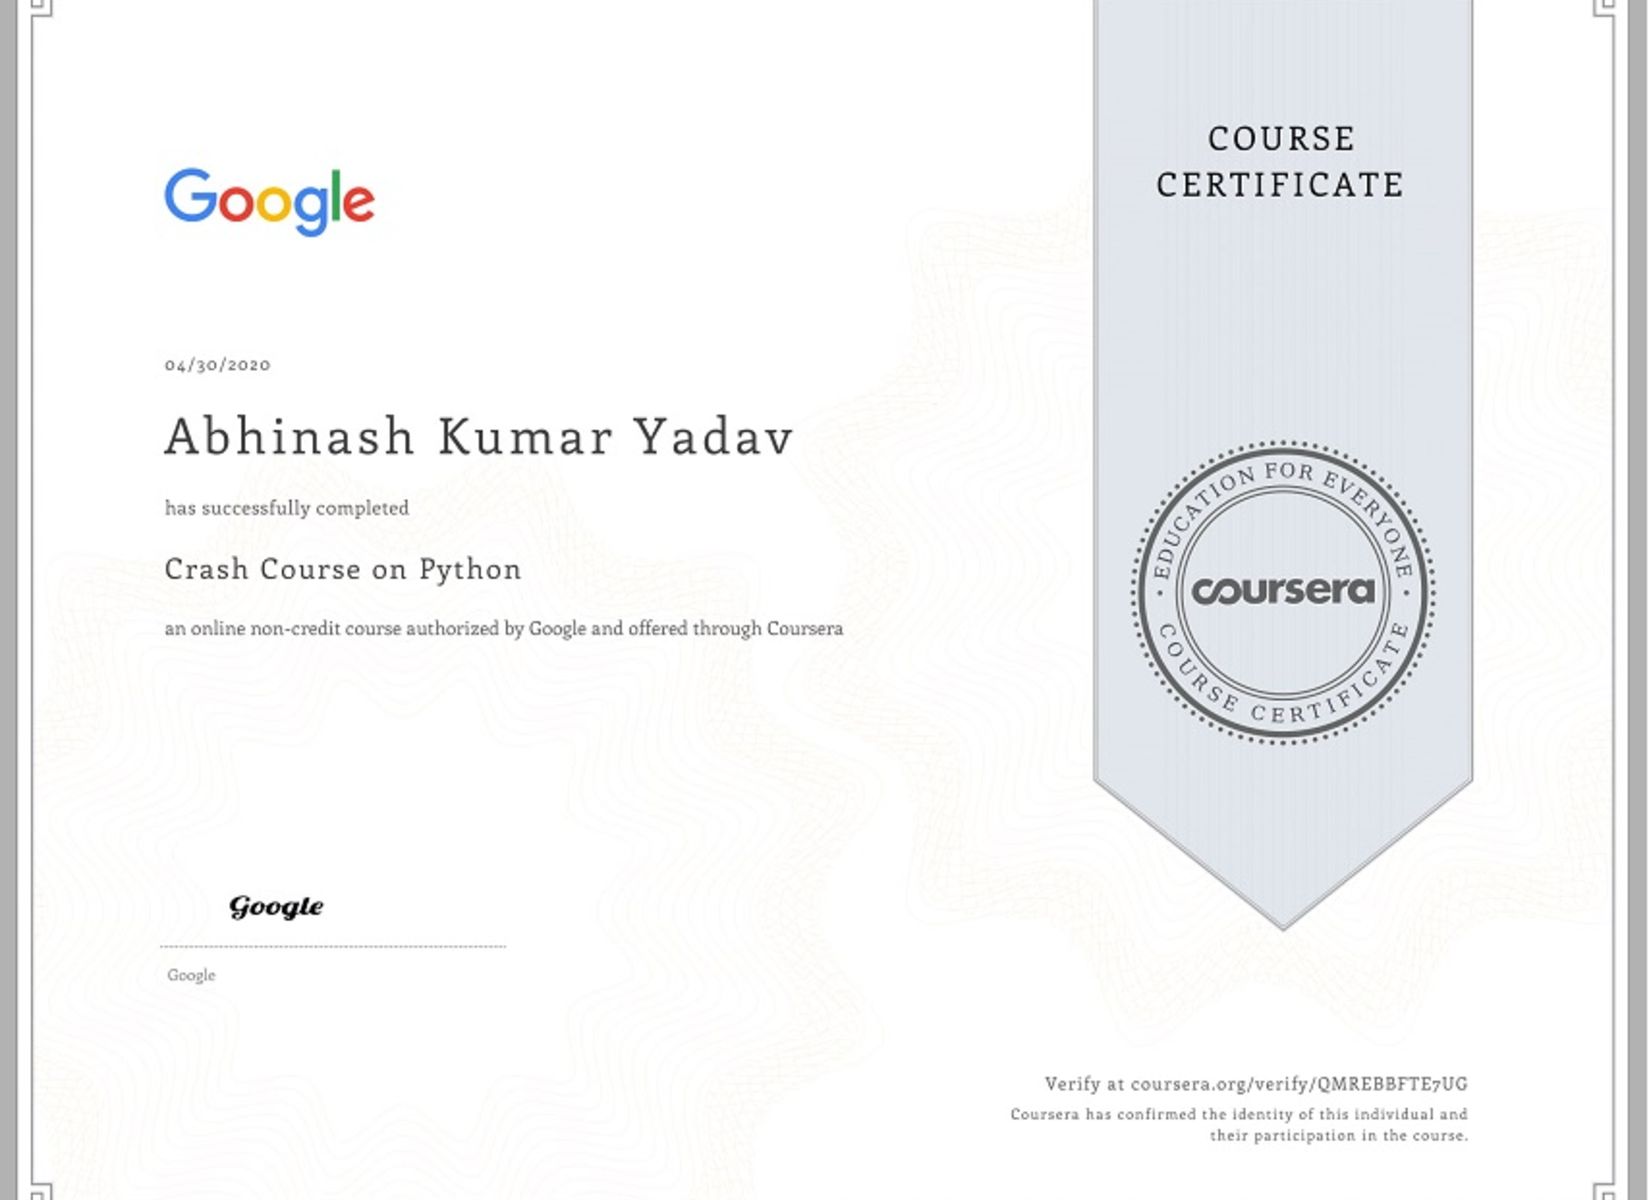 COURSE
CERTIFICATE
Google
04/30/2020
Abhinash Kumar Yadav
has successfully completed
Crash Course on Python
an online non-credit course authorized by Google and offered through Coursera
EDUCATION FOR EVERYONE
coursera
COURSE CERTIFICATE
Google
Google
Verify at coursera.org/verify/QMREBBFTE7UG
Coursera has confirmed the identity of this individual and
their participation in the course.